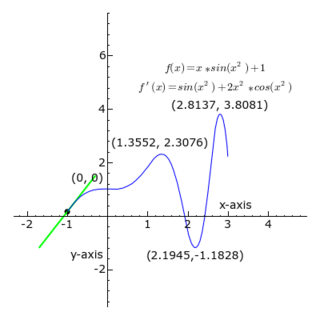 6
f(x)=x*sin(x²)+1
f'(x)=sin(x²)+2x²*cos(x²)
4
(2.8137, 3.8081)
(1.3552, 2.3076)
2
(0, 0)
x-axis
-2 -1 1 2 3 4
y-axis
(2.1945,-1.1828)
-2